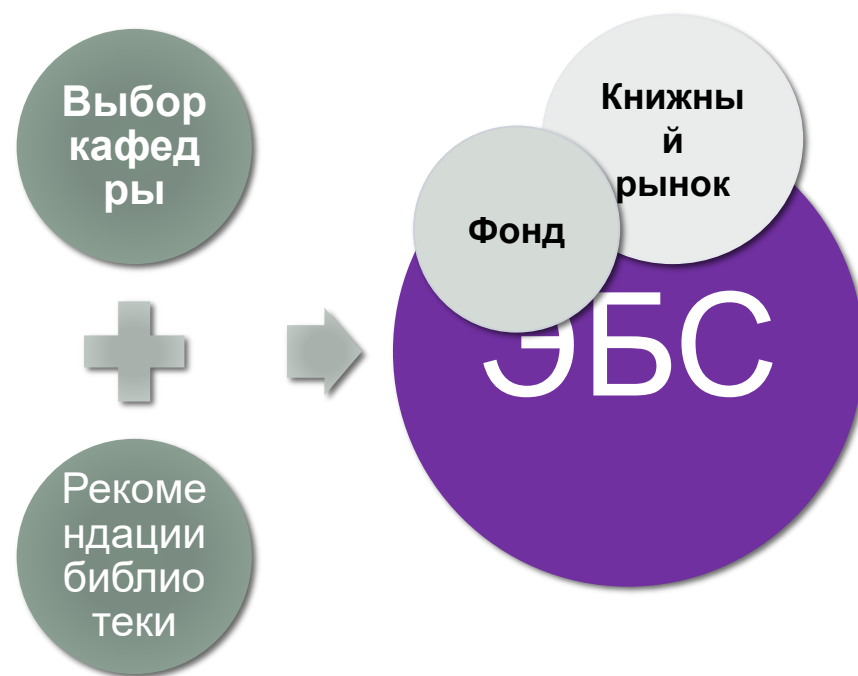 Выбор
кафед
ры
Рекоме
ндации
библио
теки
Книжны
й
рынок
Фонд
ЭБС